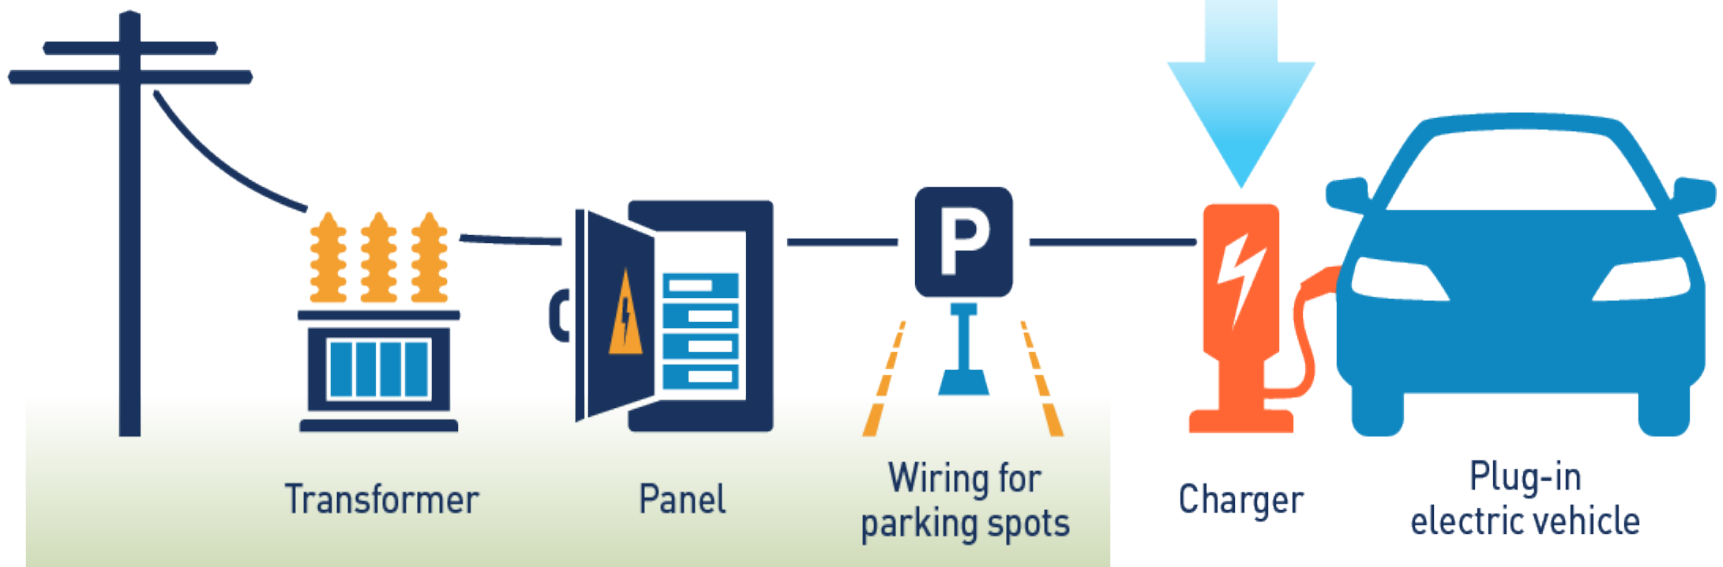 P
Transformer
Panel
Wiring for
parking spots
Charger
Plug-in
electric vehicle